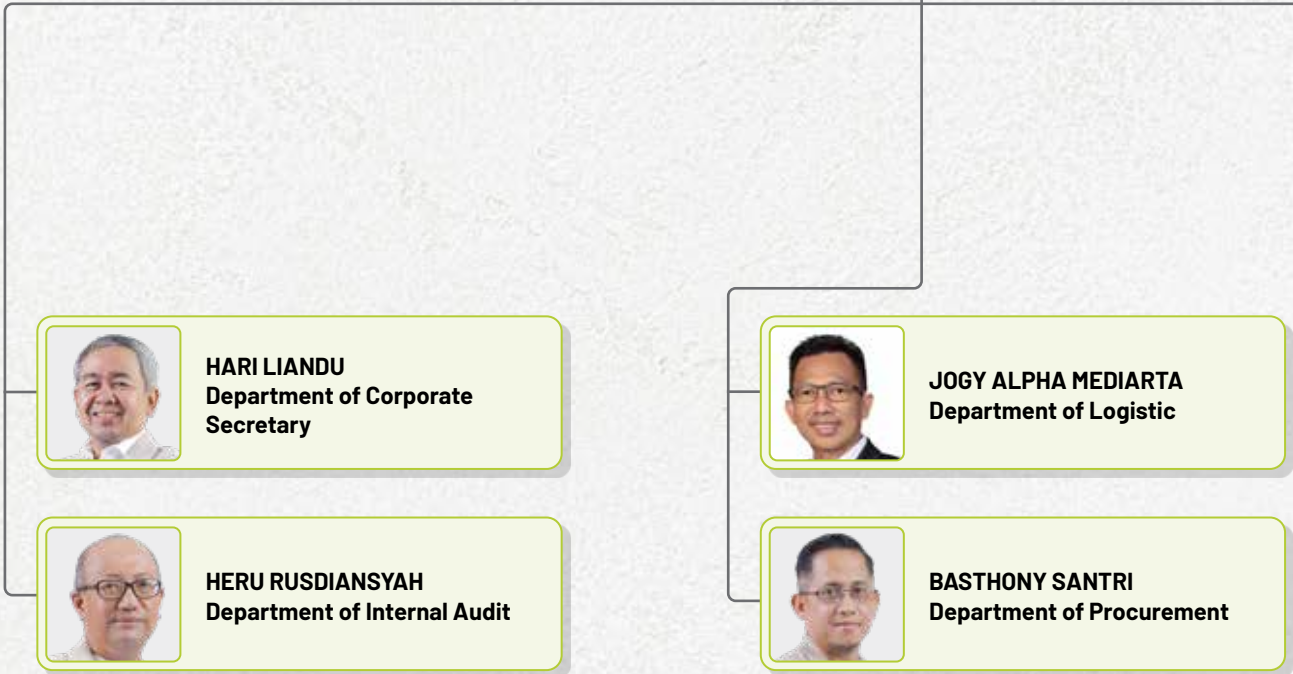 HARI LIANDU
Department of Corporate
Secretary
HERU RUSDIANSYAH
Department of Internal Audit
JOGY ALPHA MEDIARTA
Department of Logistic
BASTHONY SANTRI
Department of Procurement